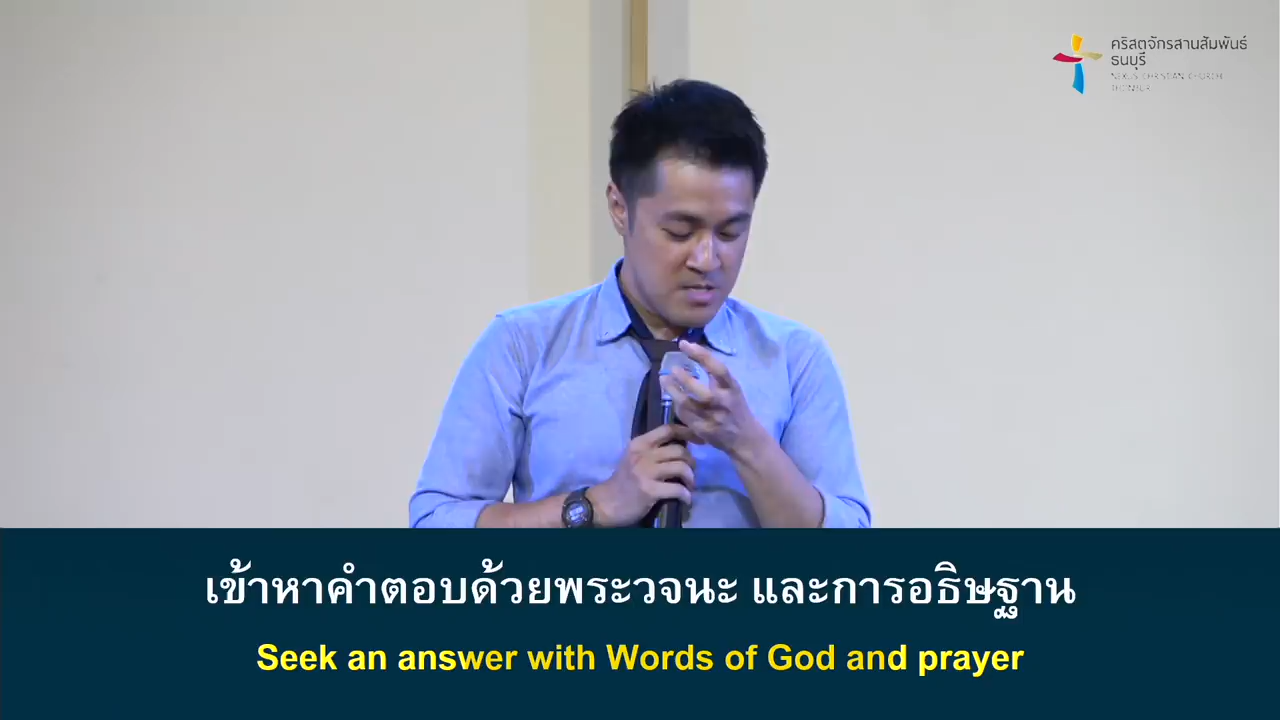 คริสตจักรสานสัมพันธ์
ธนบุรี
NEXUS CHRISTIAN CHURCH
เข้าหาคำตอบด้วยพระวจนะ และการอธิษฐาน
Seek an answer with Words of God and prayer